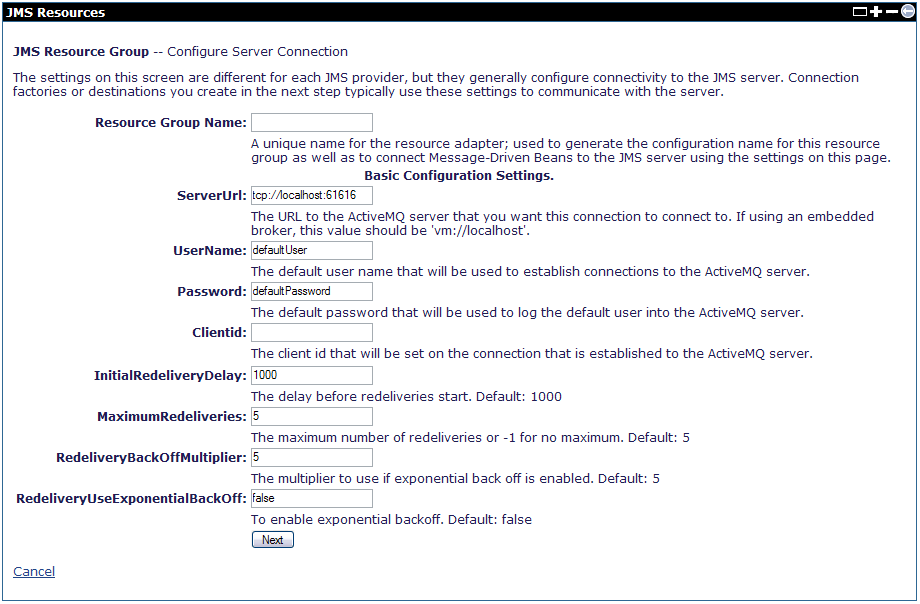 JMS Resources
JMS Resource Group -- Configure Server Connection
The settings on this screen are different for each JMS provider, but they generally configure connectivity to the JMS server. Connection
factories or destinations you create in the next step typically use these settings to communicate with the server.
Resource Group Name:
A unique name for the resource adapter; used to generate the configuration name for this resource
group as well as to connect Message-Driven Beans to the JMS server using the settings on this page.
Basic Configuration Settings.
ServerUrl: tcp://localhost:61616
The URL to the ActiveMQ server that you want this connection to connect to. If using an embedded
broker, this value should be 'vm://localhost'.
UserName: defaultUser
The default user name that will be used to establish connections to the ActiveMQ server.
Password: defaultPassword
The default password that will be used to log the default user into the ActiveMQ server.
Clientid:
The client id that will be set on the connection that is established to the ActiveMQ server.
InitialRedeliveryDelay: 1000
The delay before redeliveries start. Default: 1000
MaximumRedeliveries: 5
The maximum number of redeliveries or -1 for no maximum. Default: 5
RedeliveryBackOffMultiplier: 5
The multiplier to use if exponential back off is enabled. Default: 5
RedeliveryUseExponentialBackOff: false
To enable exponential backoff. Default: false
Next
Cancel